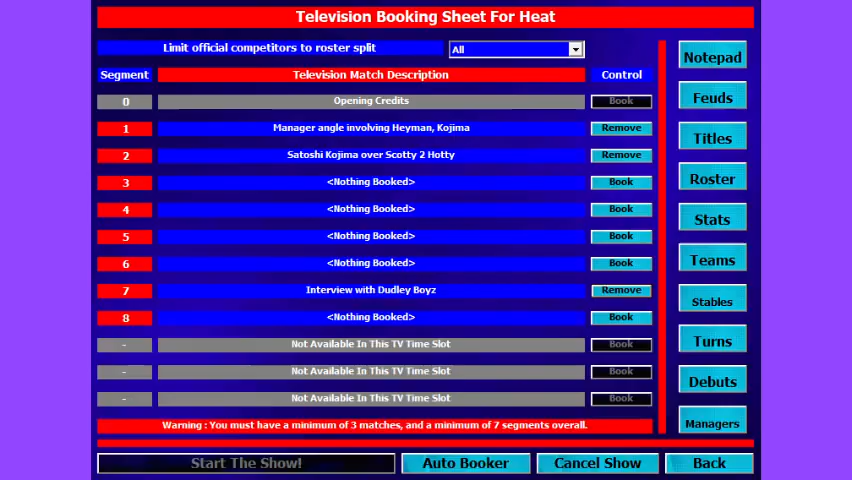 Television Booking Sheet For Heat
Limit official competitors to roster split
All
Segment Television Match Description Control
0 Opening Credits Book
1 Manager angle involving Heyman, Kojima Remove
2 Satoshi Kojima over Scotty 2 Hotty Remove
3 <Nothing Booked> Book
4 <Nothing Booked> Book
5 <Nothing Booked> Book
6 <Nothing Booked> Book
7 Interview with Dudley Boyz Remove
8 <Nothing Booked> Book
- Not Available In This TV Time Slot Book
- Not Available In This TV Time Slot Book
- Not Available In This TV Time Slot Book
Warning : You must have a minimum of 3 matches, and a minimum of 7 segments overall.
Notepad
Feuds
Titles
Roster
Stats
Teams
Stables
Turns
Debuts
Managers
Start The Show! Auto Booker Cancel Show Back